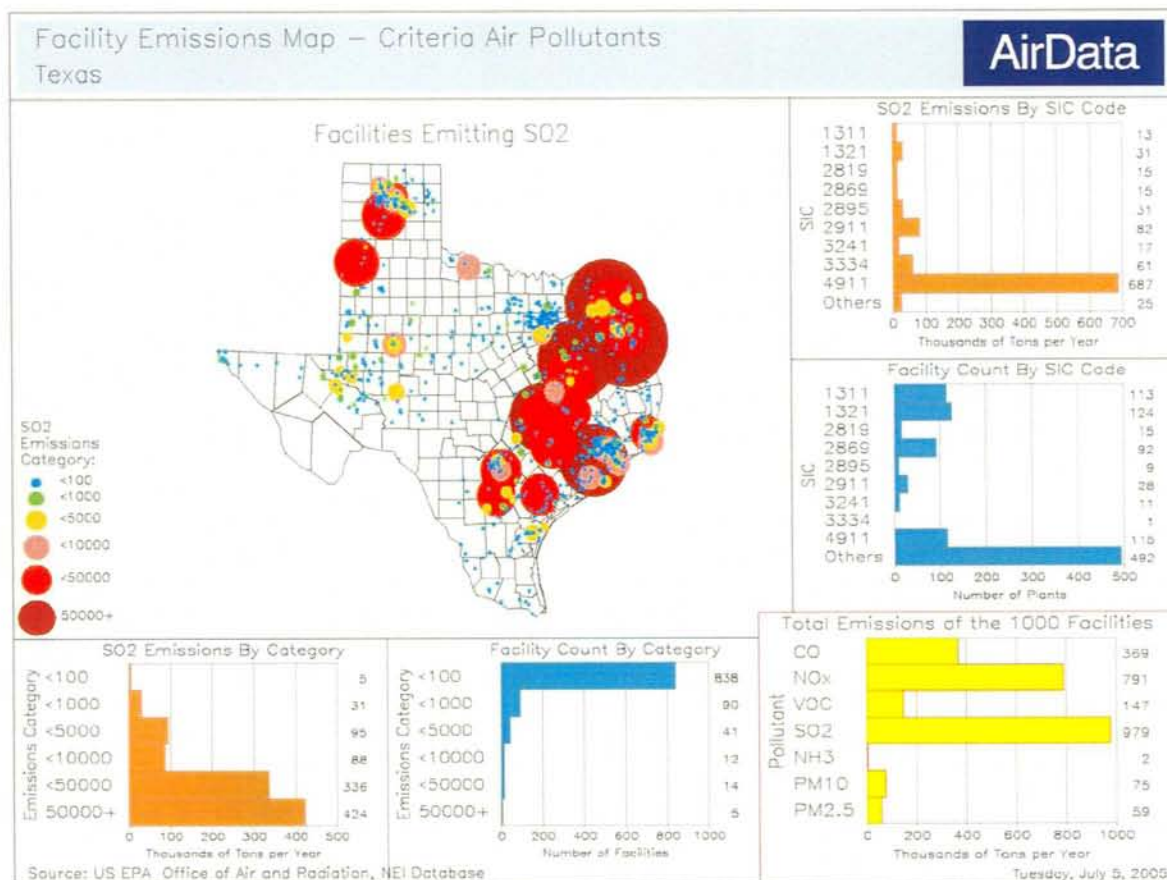 Facility Emissions Map – Criteria Air Pollutants
Texas
AirData
Facilities Emitting SO2
SO2
Emissions
Category:
<100
<1000
<5000
<10000
<50000
50000+
SO2 Emissions By SIC Code
SIC
1311 13
1321 31
2819 15
2869 15
2895 31
2911 82
3241 17
3334 61
4911 687
Others 25
0 100 200 300 400 500 600 700
Thousands of Tons per Year
Facility Count By SIC Code
SIC
1311 113
1321 124
2819 15
2869 92
2895 9
2911 28
3241 11
3334 1
4911 115
Others 492
0 100 200 300 400 500
Number of Plants
SO2 Emissions By Category
Emissions Category
<100 5
<1000 31
<5000 95
<10000 88
<50000 336
50000+ 424
0 100 200 300 400 500
Thousands of Tons per Year
Facility Count By Category
Emissions Category
<100 838
<1000 90
<5000 41
<10000 12
<50000 14
50000+ 5
0 200 400 600 800 1000
Number of Facilities
Total Emissions of the 1000 Facilities
Pollutant
CO 369
NOx 791
VOC 147
SO2 979
NH3 2
PM10 75
PM2.5 59
0 200 400 600 800 1000
Thousands of Tons per Year
Source: US EPA Office of Air and Radiation, NEI Database
Tuesday, July 5, 2005